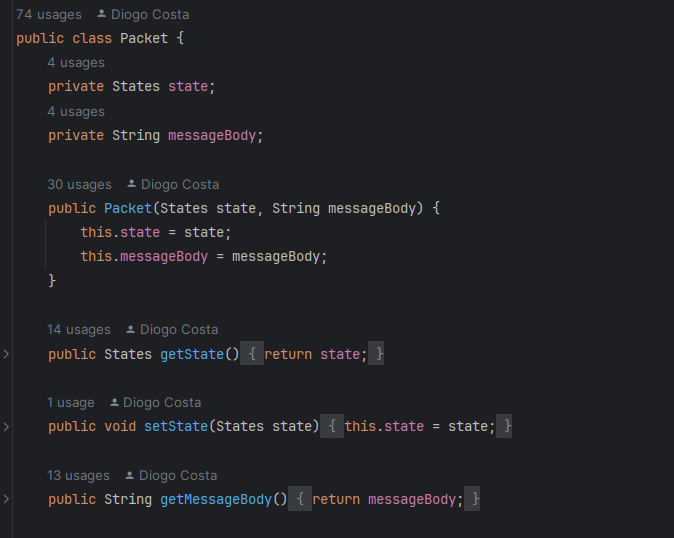 74 usages Diogo Costa
public class Packet {
4 usages
private States state;
4 usages
private String messageBody;
30 usages Diogo Costa
public Packet(States state, String messageBody) {
this.state = state;
this.messageBody = messageBody;
}
14 usages Diogo Costa
public States getState() { return state; }
1 usage Diogo Costa
public void setState(States state) { this.state = state; }
13 usages Diogo Costa
public String getMessageBody() { return messageBody; }